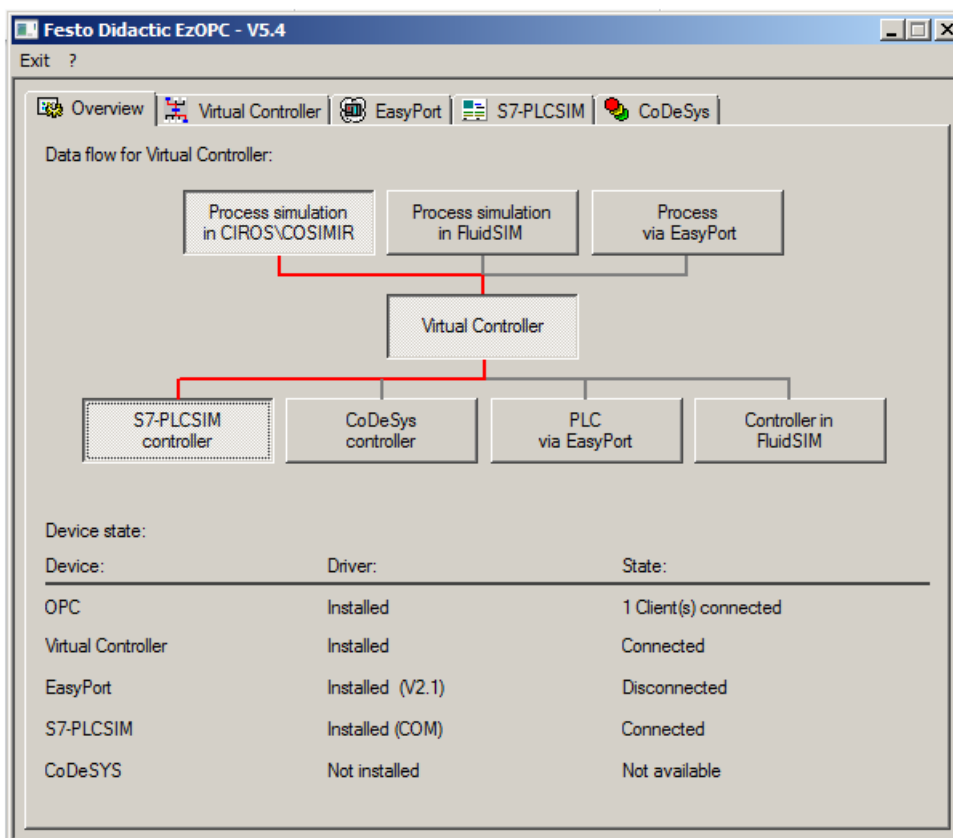 Festo Didactic EzOPC - V5.4
Exit ?
Overview Virtual Controller EasyPort S7-PLCSIM CoDeSys
Data flow for Virtual Controller:
Process simulation
in CIROS\COSIMIR
Process simulation
in FluidSIM
Process
via EasyPort
Virtual Controller
S7-PLCSIM
controller
CoDeSys
controller
PLC
via EasyPort
Controller in
FluidSIM
Device state:
Device: Driver: State:
OPC Installed 1 Client(s) connected
Virtual Controller Installed Connected
EasyPort Installed (V2.1) Disconnected
S7-PLCSIM Installed (COM) Connected
CoDeSYS Not installed Not available